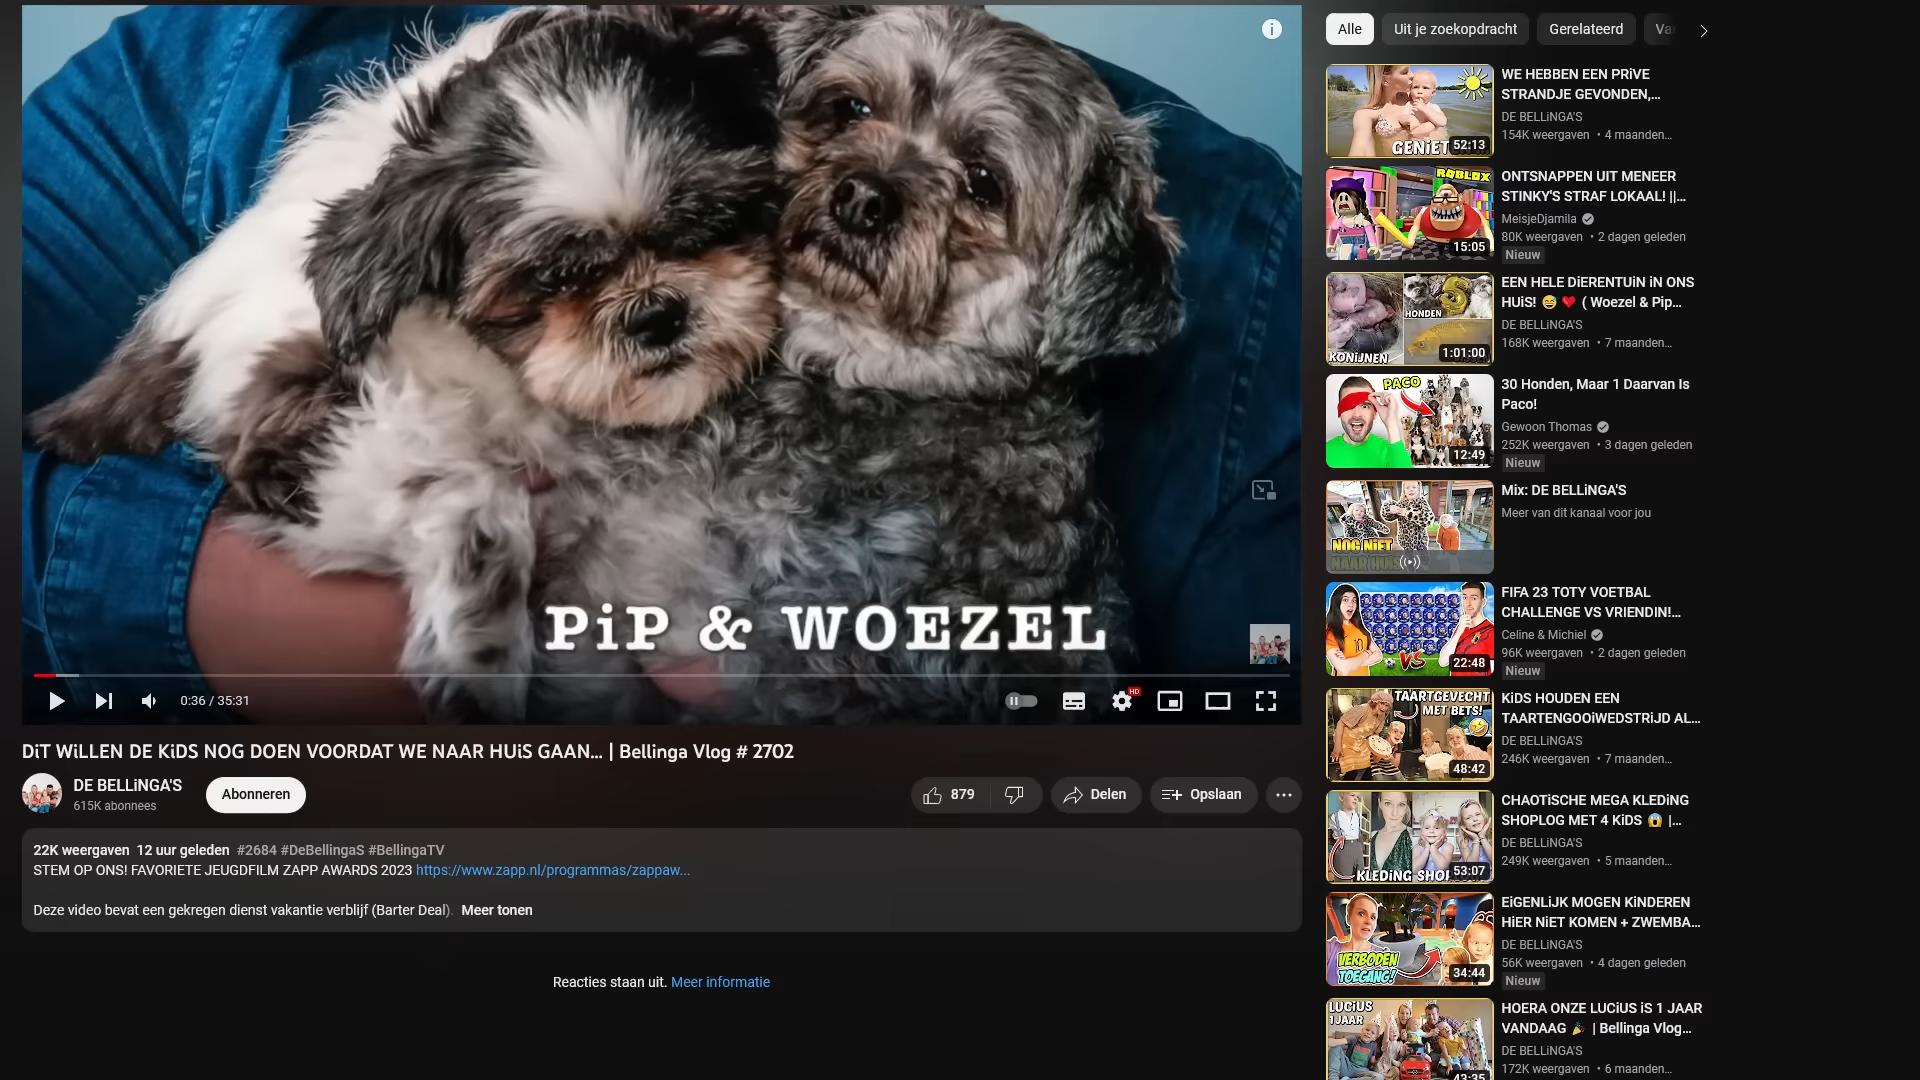 PiP & WOEZEL
0:36 / 35:31
HD
DiT WiLLEN DE KiDS NOG DOEN VOORDAT WE NAAR HUiS GAAN... | Bellinga Vlog # 2702
DE BELLiNGA'S
615K abonnees
Abonneren
879
Delen
Opslaan
22K weergaven 12 uur geleden #2684 #DeBellingaS #BellingaTV
STEM OP ONS! FAVORIETE JEUGDFILM ZAPP AWARDS 2023 https://www.zapp.nl/programmas/zappaw...
Deze video bevat een gekregen dienst vakantie verblijf (Barter Deal). Meer tonen
Reacties staan uit. Meer informatie
Alle
Uit je zoekopdracht
Gerelateerd
GENiET
52:13
WE HEBBEN EEN PRiVE
STRANDJE GEVONDEN,...
DE BELLiNGA'S
154K weergaven • 4 maanden...
ROBLOX
15:05
ONTSNAPPEN UIT MENEER
STINKY'S STRAF LOKAAL! ||...
MeisjeDjamila
80K weergaven • 2 dagen geleden
Nieuw
HONDEN
KONiJNEN
1:01:00
EEN HELE DiERENTUiN iN ONS
HUiS! 😅 ❤️ ( Woezel & Pip...
DE BELLiNGA'S
168K weergaven • 7 maanden...
PACO
12:49
30 Honden, Maar 1 Daarvan Is
Paco!
Gewoon Thomas
252K weergaven • 3 dagen geleden
Nieuw
NOG NiET
NAAR HUiS
Mix: DE BELLiNGA'S
Meer van dit kanaal voor jou
VS
22:48
FIFA 23 TOTY VOETBAL
CHALLENGE VS VRIENDIN!...
Celine & Michiel
96K weergaven • 2 dagen geleden
Nieuw
TAARTGEVECHT
MET BETS!
48:42
KiDS HOUDEN EEN
TAARTENGOOiWEDSTRiJD AL...
DE BELLiNGA'S
246K weergaven • 7 maanden...
KLEDiNG SHOP
53:07
CHAOTiSCHE MEGA KLEDiNG
SHOPLOG MET 4 KiDS 😱 |...
DE BELLiNGA'S
249K weergaven • 5 maanden...
VERBODEN
TOEGANG!
34:44
EiGENLiJK MOGEN KiNDEREN
HiER NiET KOMEN + ZWEMBA...
DE BELLiNGA'S
56K weergaven • 4 dagen geleden
Nieuw
LUCiUS
1 JAAR
43:35
HOERA ONZE LUCiUS iS 1 JAAR
VANDAAG 🎉 | Bellinga Vlog...
DE BELLiNGA'S
172K weergaven • 6 maanden...